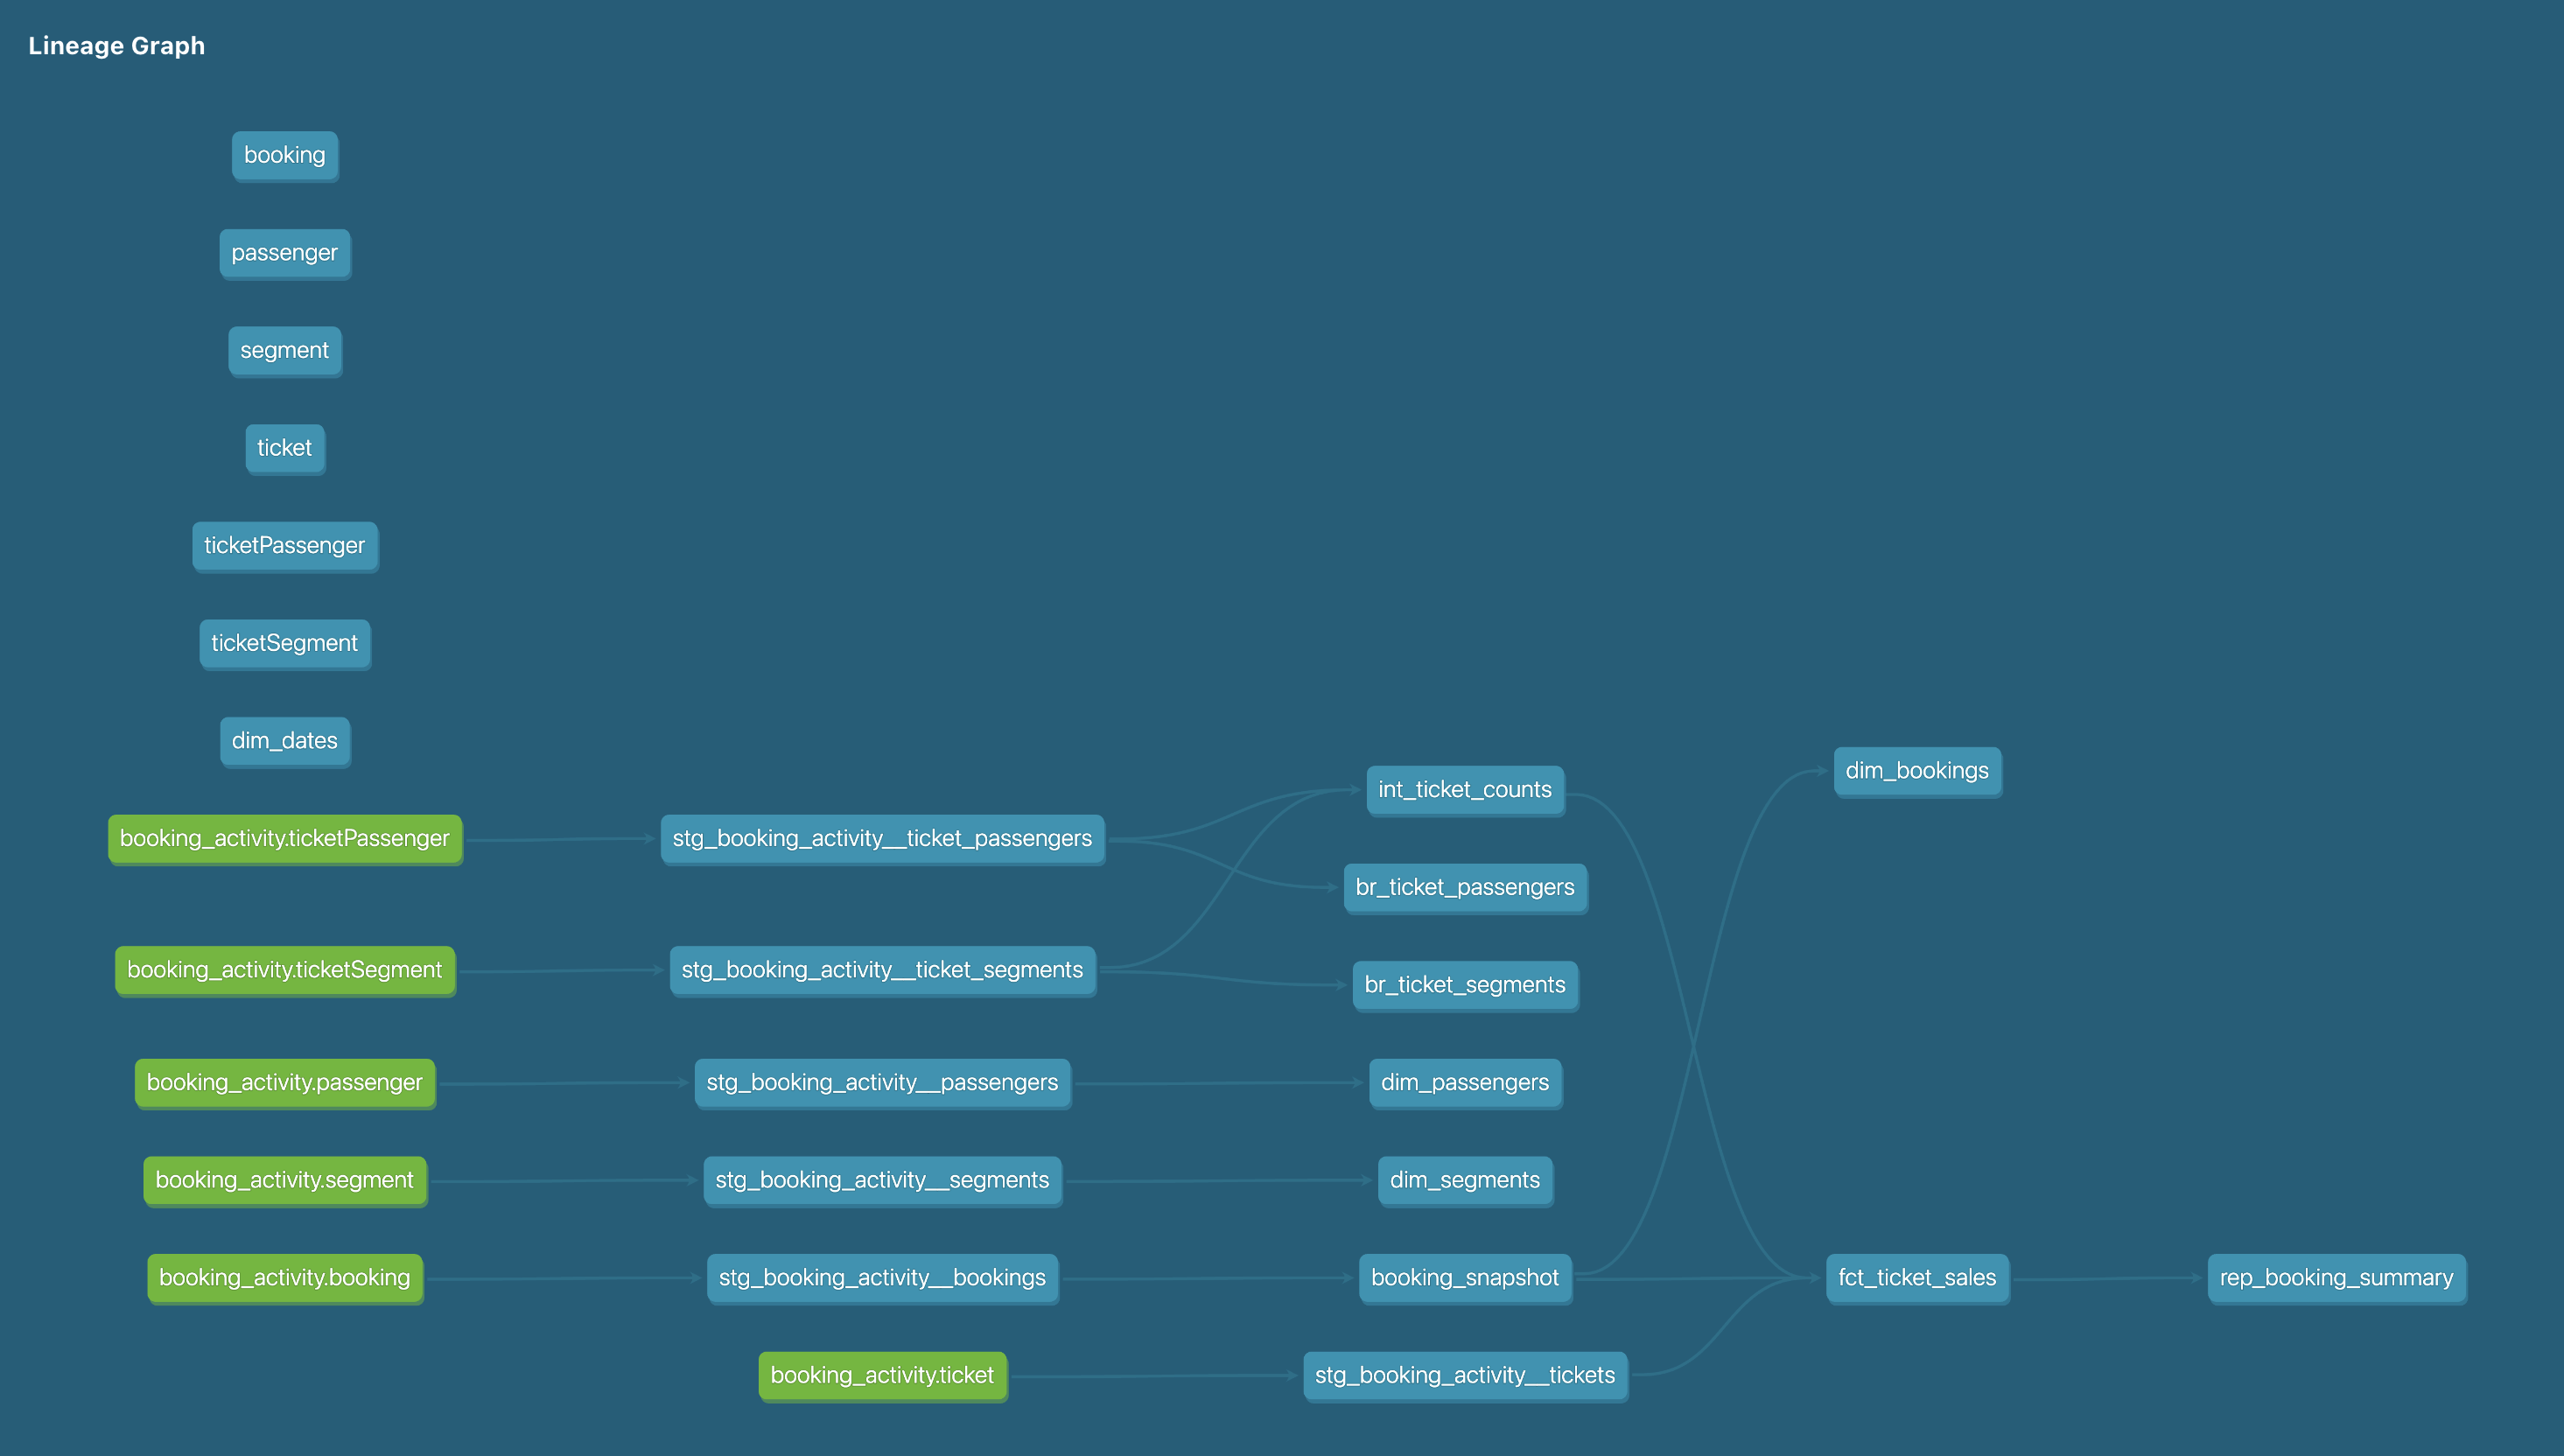 Lineage Graph
booking
passenger
segment
ticket
ticketPassenger
ticketSegment
dim_dates
dim_bookings
int_ticket_counts
booking_activity.ticketPassenger
stg_booking_activity__ticket_passengers
br_ticket_passengers
booking_activity.ticketSegment
stg_booking_activity__ticket_segments
br_ticket_segments
booking_activity.passenger
stg_booking_activity__passengers
dim_passengers
booking_activity.segment
stg_booking_activity__segments
dim_segments
booking_activity.booking
stg_booking_activity__bookings
booking_snapshot
fct_ticket_sales
rep_booking_summary
booking_activity.ticket
stg_booking_activity__tickets